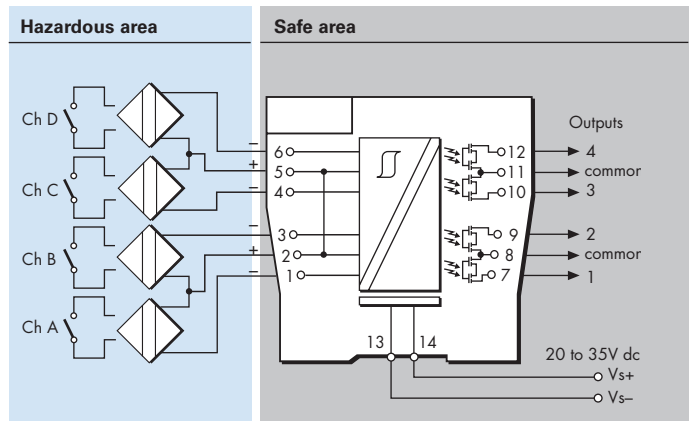 Hazardous area
Safe area
Ch D
Ch C
Ch B
Ch A
–
+
–
–
+
–
6
5
4
3
2
1
12
11
10
9
8
7
Outputs
4
commor
3
2
commor
1
13
14
20 to 35V dc
Vs+
Vs–